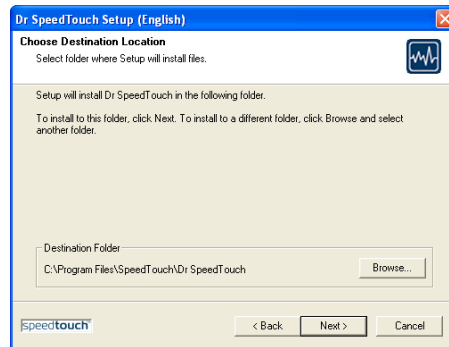 Dr SpeedTouch Setup (English)
Choose Destination Location
Select folder where Setup will install files.
Setup will install Dr SpeedTouch in the following folder.
To install to this folder, click Next. To install to a different folder, click Browse and select
another folder.
Destination Folder
C:\Program Files\SpeedTouch\Dr SpeedTouch
Browse...
speedtouch™
< Back
Next >
Cancel